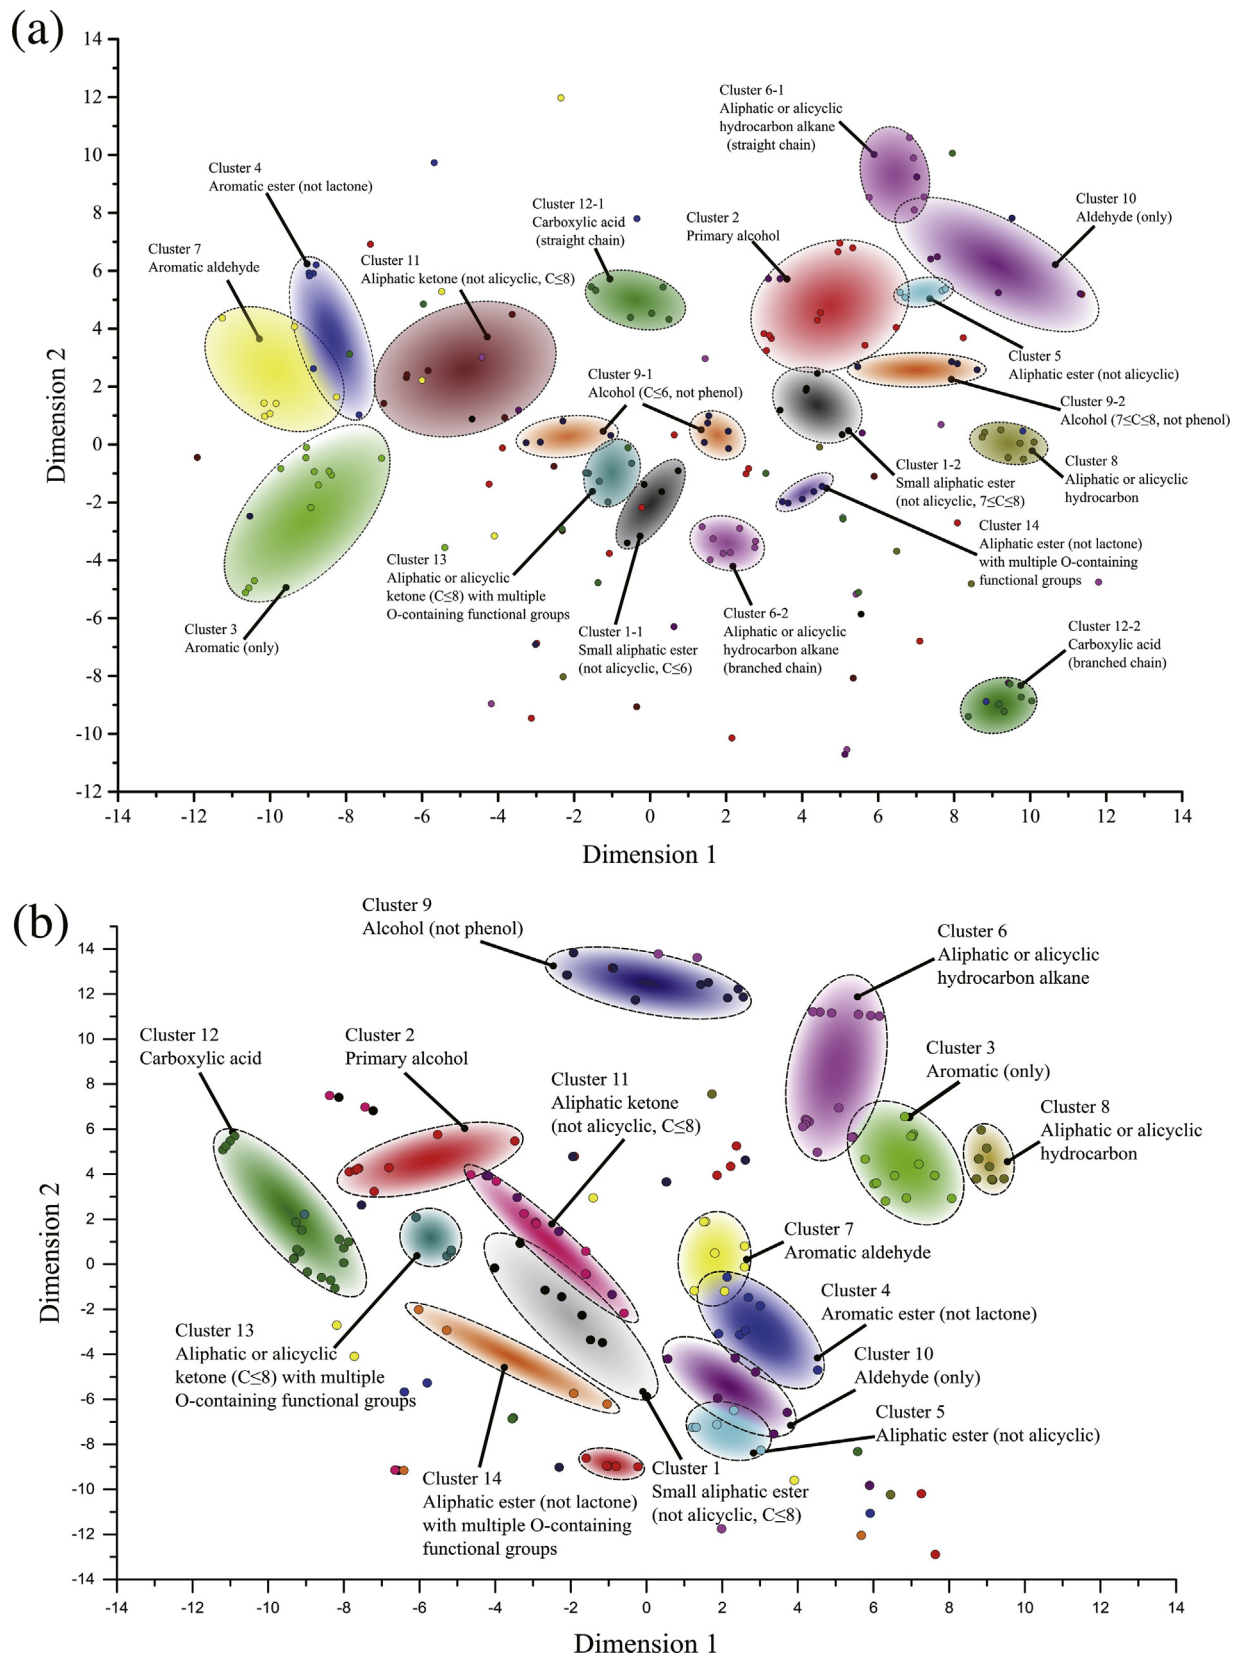 (a)
14
12
10
8
6
4
2
0
-2
-4
-6
-8
-10
-12
Dimension 2
Cluster 6-1
Aliphatic or alicyclic
hydrocarbon alkane
(straight chain)
Cluster 4
Aromatic ester (not lactone)
Cluster 10
Aldehyde (only)
Cluster 12-1
Carboxylic acid
(straight chain)
Cluster 2
Primary alcohol
Cluster 7
Aromatic aldehyde
Cluster 11
Aliphatic ketone (not alicyclic, C≤8)
Cluster 5
Aliphatic ester (not alicyclic)
Cluster 9-1
Alcohol (C≤6, not phenol)
Cluster 9-2
Alcohol (7≤C≤8, not phenol)
Cluster 1-2
Small aliphatic ester
(not alicyclic, 7≤C≤8)
Cluster 8
Aliphatic or alicyclic
hydrocarbon
Cluster 14
Aliphatic ester (not lactone)
with multiple O-containing
functional groups
Cluster 13
Aliphatic or alicyclic
ketone (C≤8) with multiple
O-containing functional groups
Cluster 3
Aromatic (only)
Cluster 1-1
Small aliphatic ester
(not alicyclic, C≤6)
Cluster 6-2
Aliphatic or alicyclic
hydrocarbon alkane
(branched chain)
Cluster 12-2
Carboxylic acid
(branched chain)
-14 -12 -10 -8 -6 -4 -2 0 2 4 6 8 10 12 14
Dimension 1
(b)
14
12
10
8
6
4
2
0
-2
-4
-6
-8
-10
-12
-14
Dimension 2
Cluster 9
Alcohol (not phenol)
Cluster 6
Aliphatic or alicyclic
hydrocarbon alkane
Cluster 12
Carboxylic acid
Cluster 2
Primary alcohol
Cluster 3
Aromatic (only)
Cluster 11
Aliphatic ketone
(not alicyclic, C≤8)
Cluster 8
Aliphatic or alicyclic
hydrocarbon
Cluster 7
Aromatic aldehyde
Cluster 4
Aromatic ester (not lactone)
Cluster 13
Aliphatic or alicyclic
ketone (C≤8) with multiple
O-containing functional groups
Cluster 10
Aldehyde (only)
Cluster 5
Aliphatic ester (not alicyclic)
Cluster 14
Aliphatic ester (not lactone)
with multiple O-containing
functional groups
Cluster 1
Small aliphatic ester
(not alicyclic, C≤8)
-14 -12 -10 -8 -6 -4 -2 0 2 4 6 8 10 12 14
Dimension 1